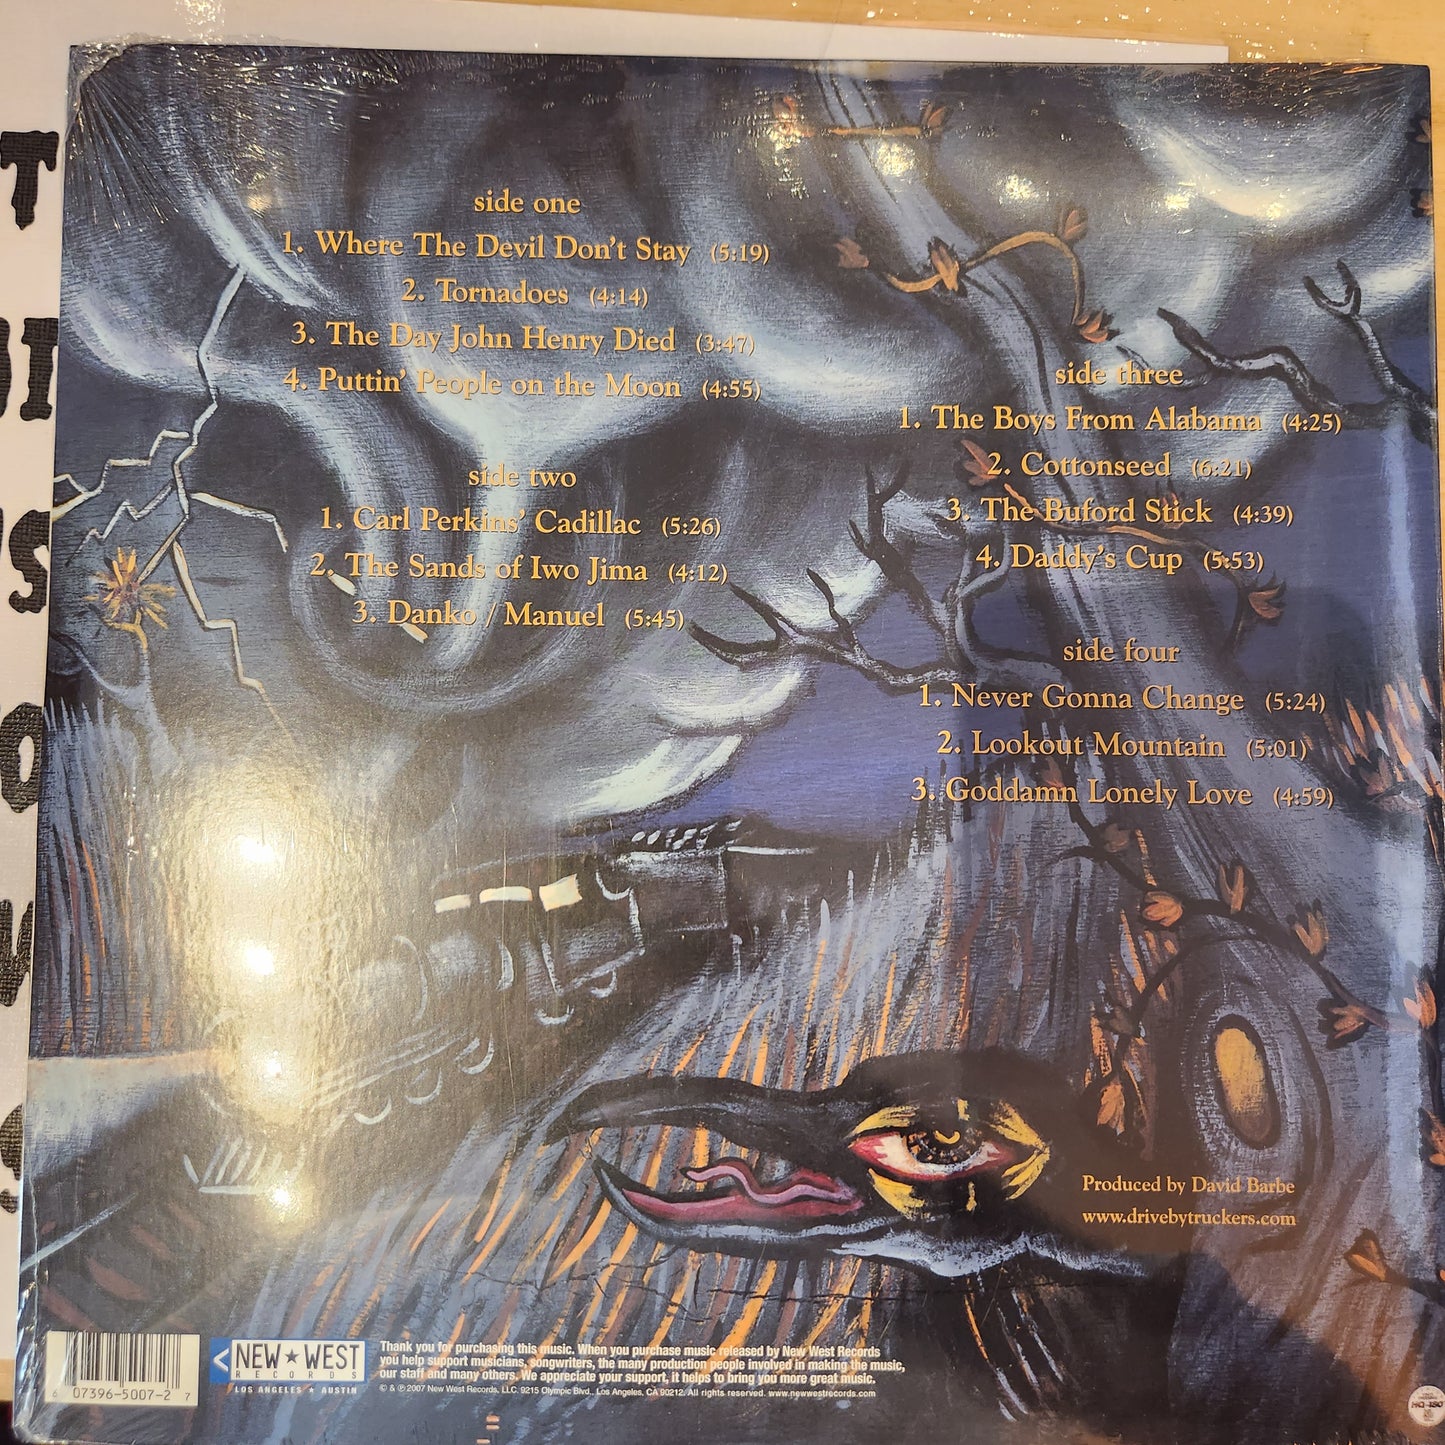 side one
1. Where The Devil Don't Stay (5:19)
2. Tornadoes (4:14)
3. The Day John Henry Died (3:47)
4. Puttin' People on the Moon (4:55)
side two
1. Carl Perkins' Cadillac (5:26)
2. The Sands of Iwo Jima (4:12)
3. Danko / Manuel (5:45)
side three
1. The Boys From Alabama (4:25)
2. Cottonseed (6:21)
3. The Buford Stick (4:39)
4. Daddy's Cup (5:53)
side four
1. Never Gonna Change (5:24)
2. Lookout Mountain (5:01)
3. Goddamn Lonely Love (4:59)
Produced by David Barbe
www.drivebytruckers.com
6 07396-5007-2 7
NEW ★ WEST
RECORDS
LOS ANGELES ★ AUSTIN
Thank you for purchasing this music. When you purchase music released by New West Records
you help support musicians, songwriters, the many production people involved in making the music,
our staff and many others. We appreciate your support, it helps to bring you more great music.
© & ℗ 2007 New West Records, LLC. 9215 Olympic Blvd., Los Angeles, CA 90212. All rights reserved. www.newwestrecords.com
HQ-180